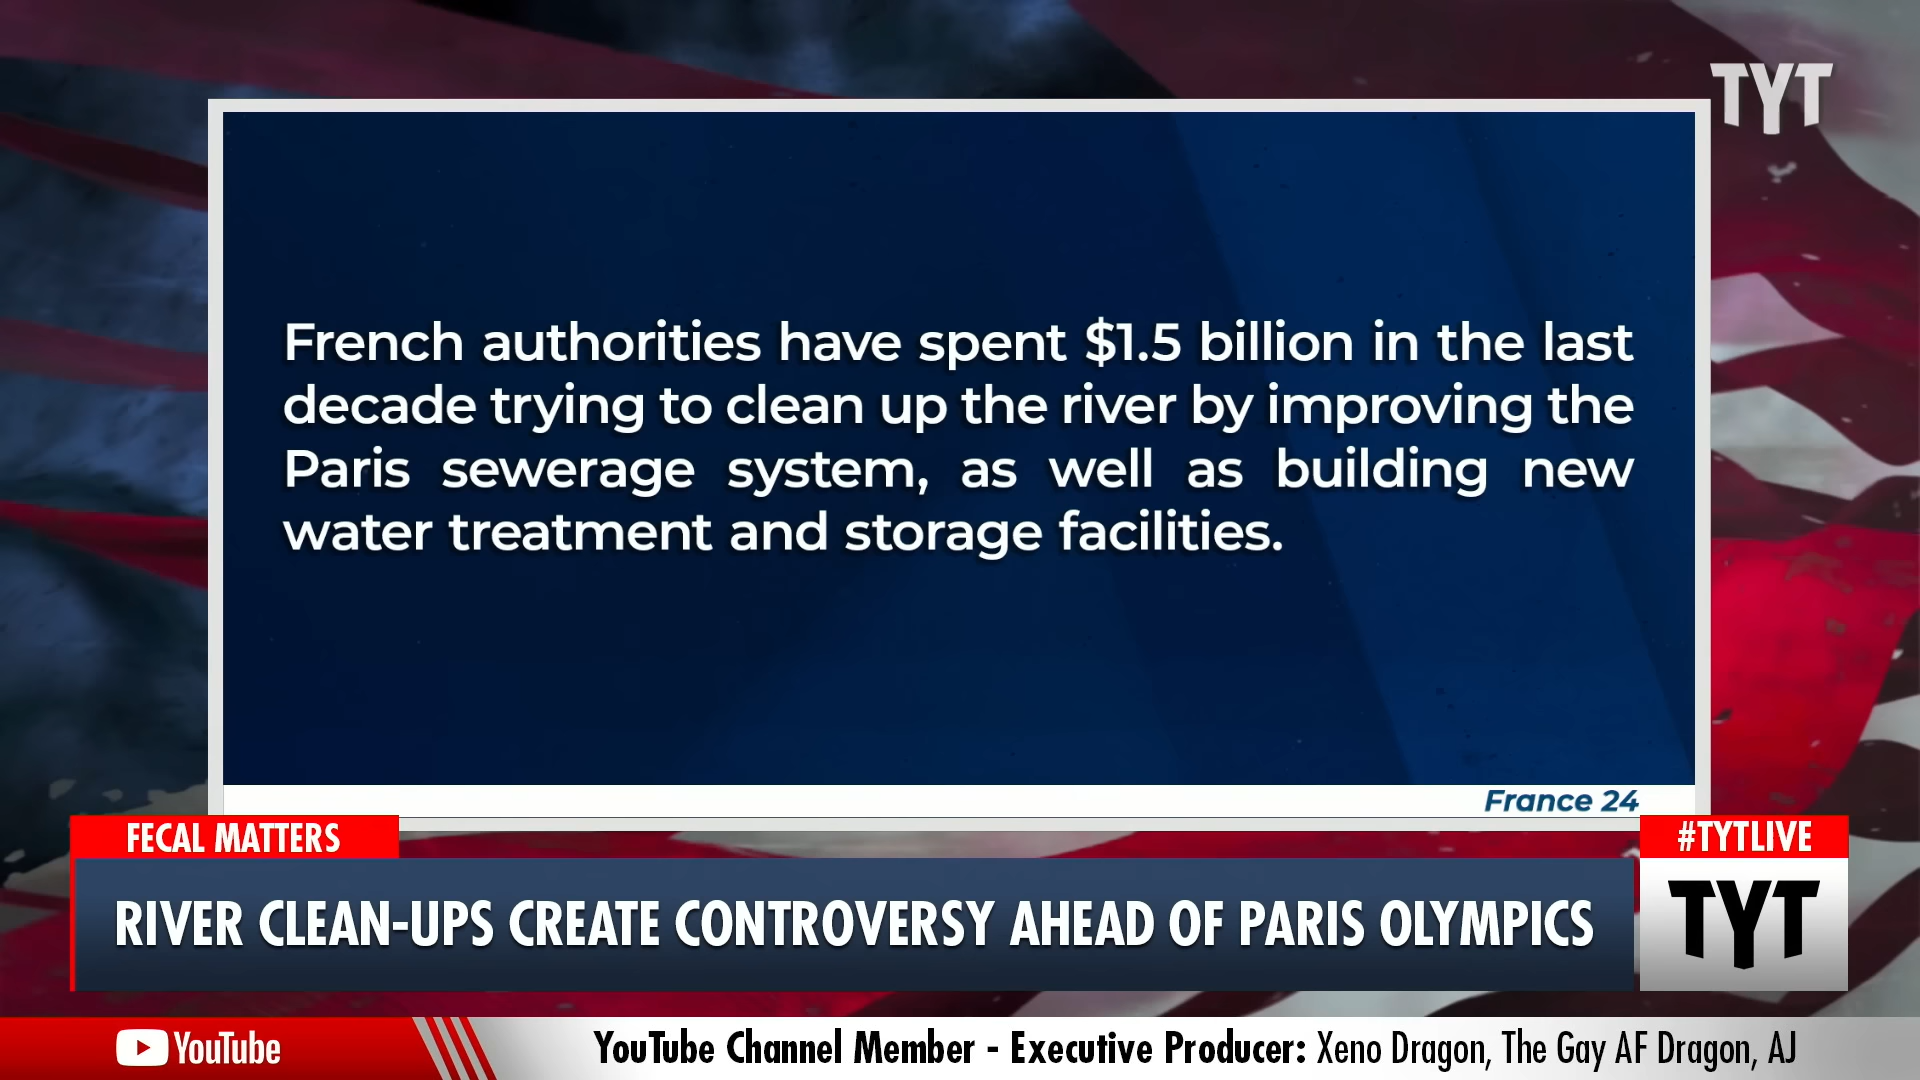 TYT
French authorities have spent $1.5 billion in the last
decade trying to clean up the river by improving the
Paris sewerage system, as well as building new
water treatment and storage facilities.
France 24
FECAL MATTERS
#TYTLIVE
RIVER CLEAN-UPS CREATE CONTROVERSY AHEAD OF PARIS OLYMPICS
TYT
YouTube
YouTube Channel Member - Executive Producer: Xeno Dragon, The Gay AF Dragon, AJ